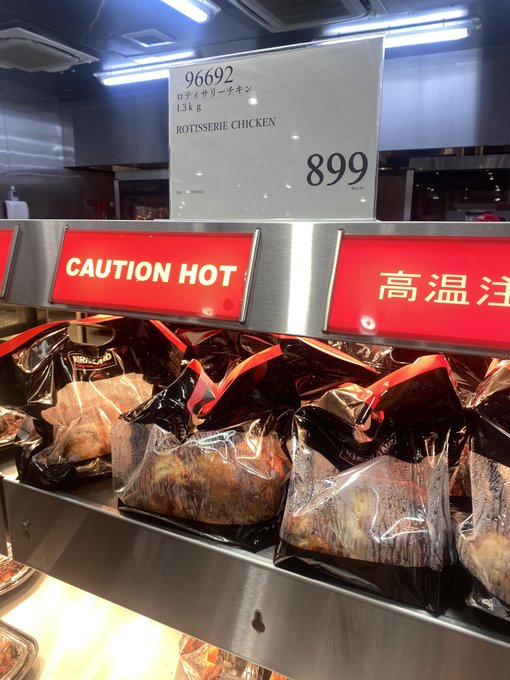 96692
ロティサリーチキン
1.3kg
ROTISSERIE CHICKEN
899
CAUTION HOT
高温注
KIRKLAND